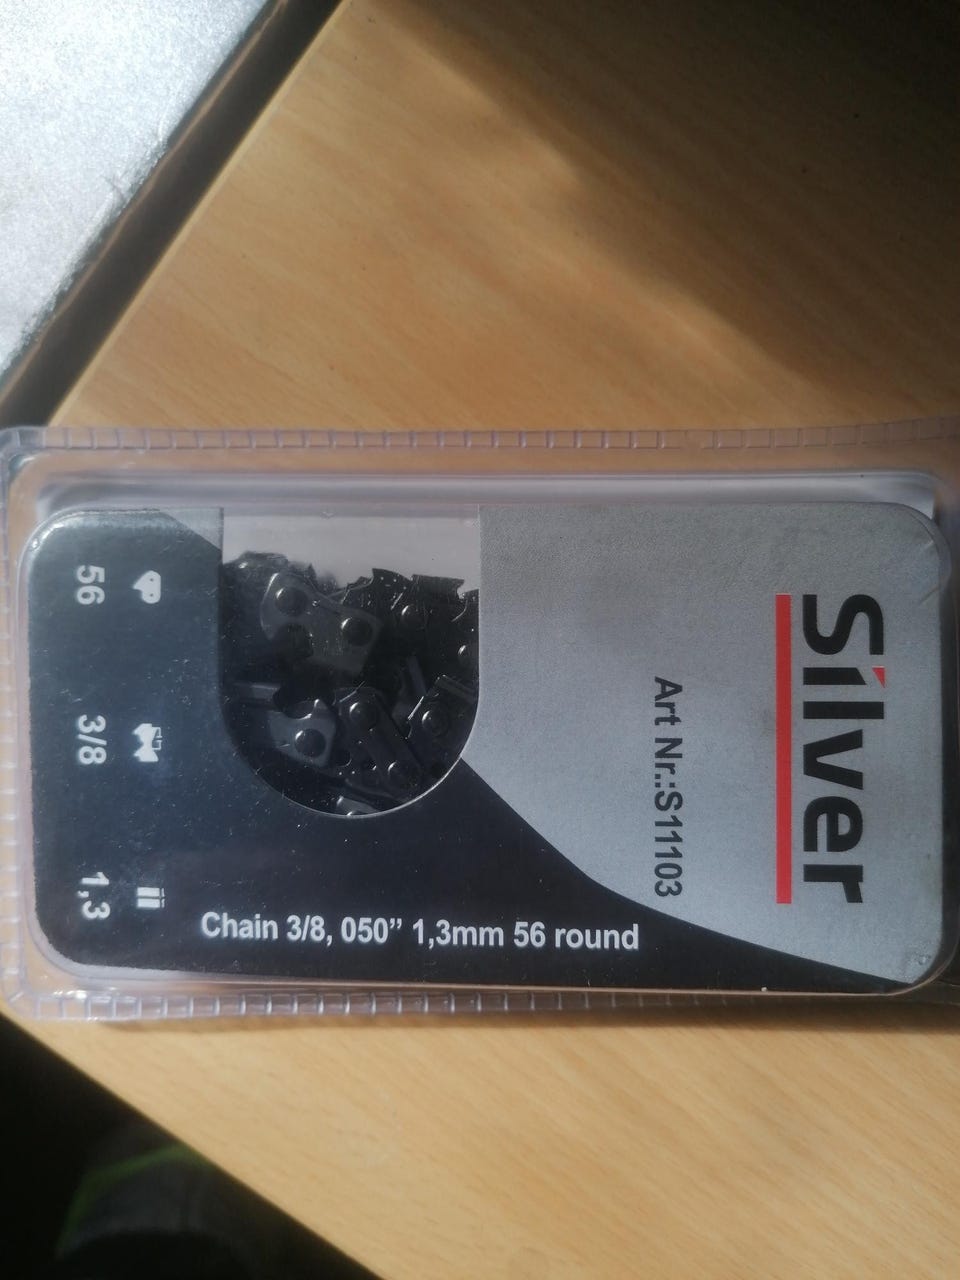 Silver
Art Nr.:S11103
Chain 3/8, 050” 1,3mm 56 round
56
3/8
1,3